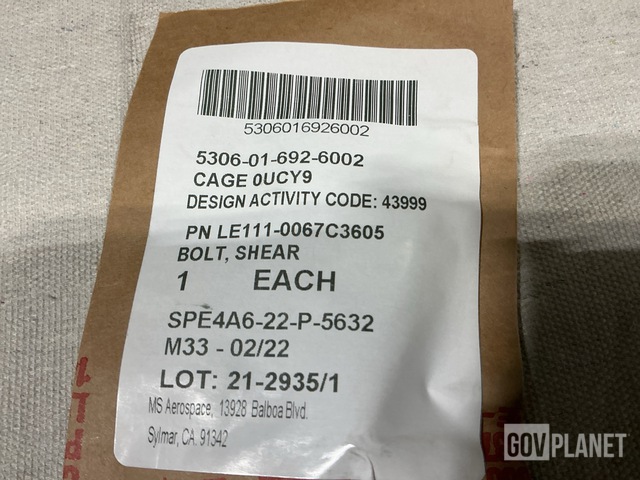 5306016926002
5306-01-692-6002
CAGE 0UCY9
DESIGN ACTIVITY CODE: 43999
PN LE111-0067C3605
BOLT, SHEAR
1 EACH
SPE4A6-22-P-5632
M33 - 02/22
LOT: 21-2935/1
MS Aerospace, 13928 Balboa Blvd.
Sylmar, CA. 91342
GOVPLANET